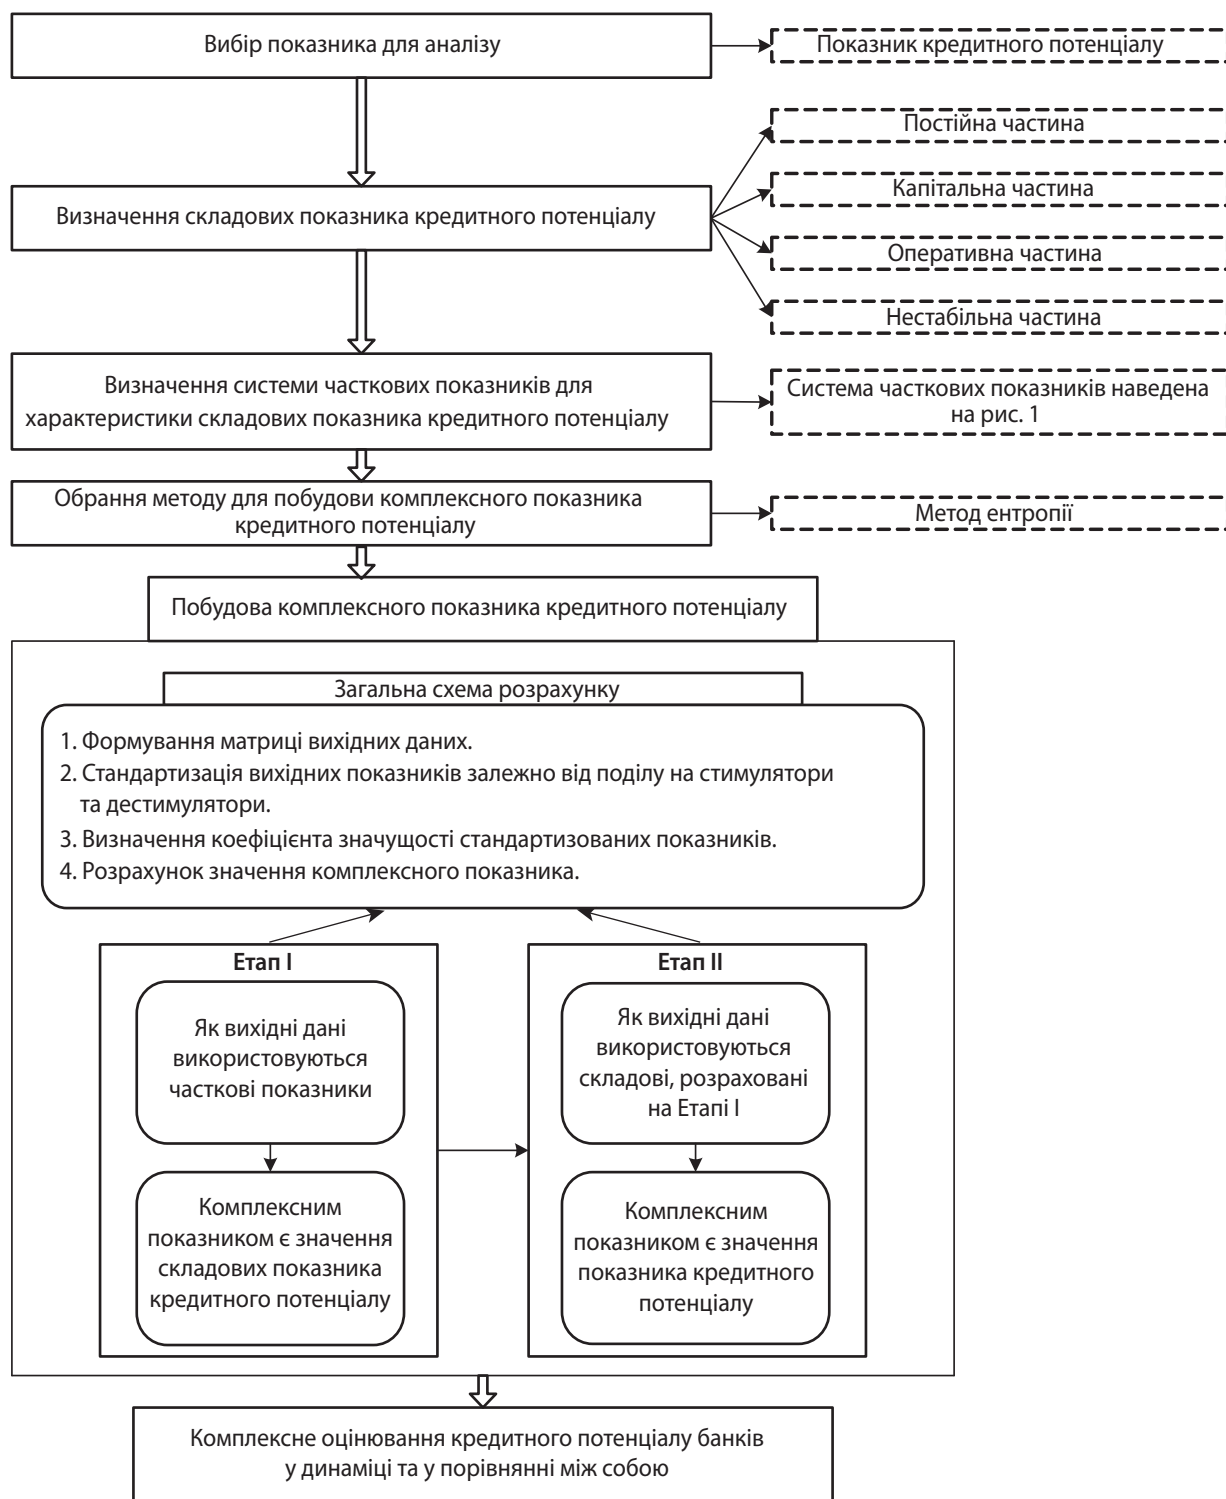 Вибір показника для аналізу
Показник кредитного потенціалу
Постійна частина
Капітальна частина
Визначення складових показника кредитного потенціалу
Оперативна частина
Нестабільна частина
Визначення системи часткових показників для
характеристики складових показника кредитного потенціалу
Система часткових показників наведена
на рис. 1
Обрання методу для побудови комплексного показника
кредитного потенціалу
Метод ентропії
Побудова комплексного показника кредитного потенціалу
Загальна схема розрахунку
1. Формування матриці вихідних даних.
2. Стандартизація вихідних показників залежно від поділу на стимулятори
та дестимулятори.
3. Визначення коефіцієнта значущості стандартизованих показників.
4. Розрахунок значення комплексного показника.
Етап I
Як вихідні дані
використовуються
часткові показники
Комплексним
показником є значення
складових показника
кредитного потенціалу
Етап II
Як вихідні дані
використовуються
складові, розраховані
на Етапі I
Комплексним
показником є значення
показника кредитного
потенціалу
Комплексне оцінювання кредитного потенціалу банків
у динаміці та у порівнянні між собою